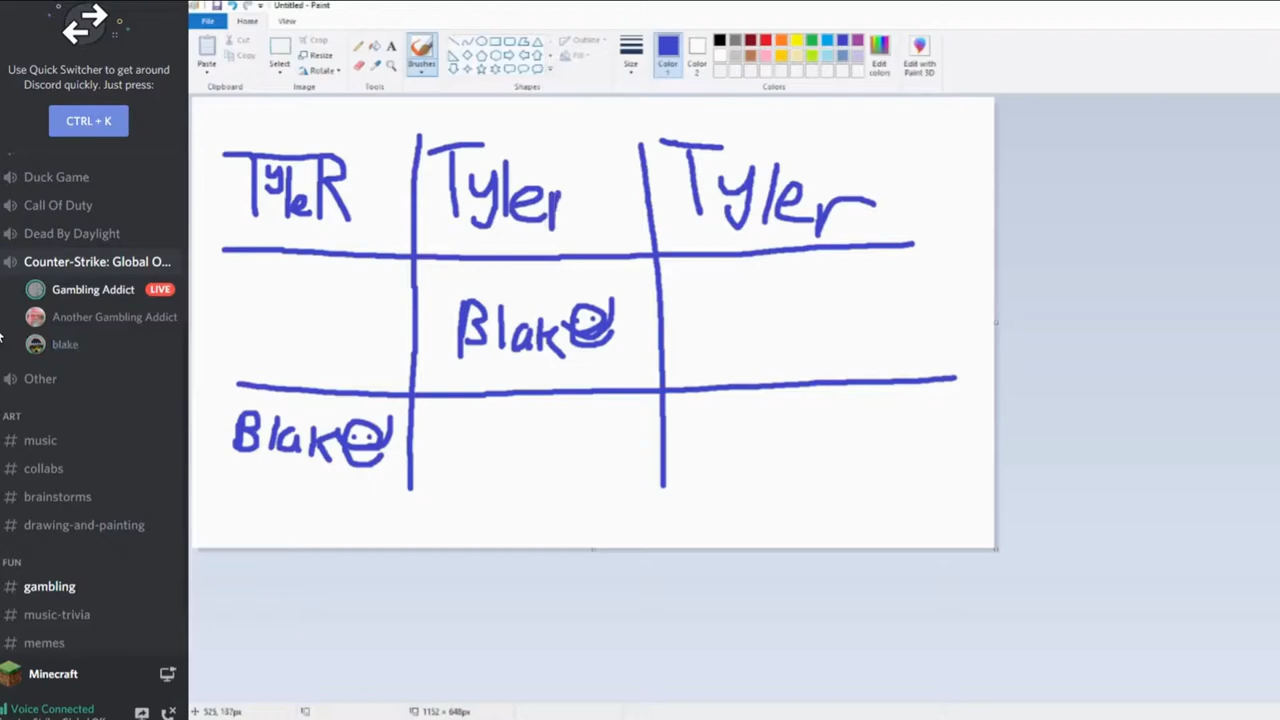 Untitled - Paint
File Home View
Use Quick Switcher to get around
Discord quickly. Just press:
CTRL + K
Paste
Cut
Copy
Clipboard
Select
Crop
Resize
Rotate
Image
Tools
Brushes
Outline
Fill
Shapes
Size
Color
1
Color
2
Edit
colors
Colors
Edit with
Paint 3D
Duck Game
Call Of Duty
Dead By Daylight
Counter-Strike: Global O...
Gambling Addict LIVE
Another Gambling Addict
blake
Other
ART
# music
# collabs
# brainstorms
# drawing-and-painting
FUN
# gambling
# music-trivia
# memes
Minecraft
Voice Connected
TyleR Tyler Tyler
Blake
Blake
525, 137px
1152 × 648px